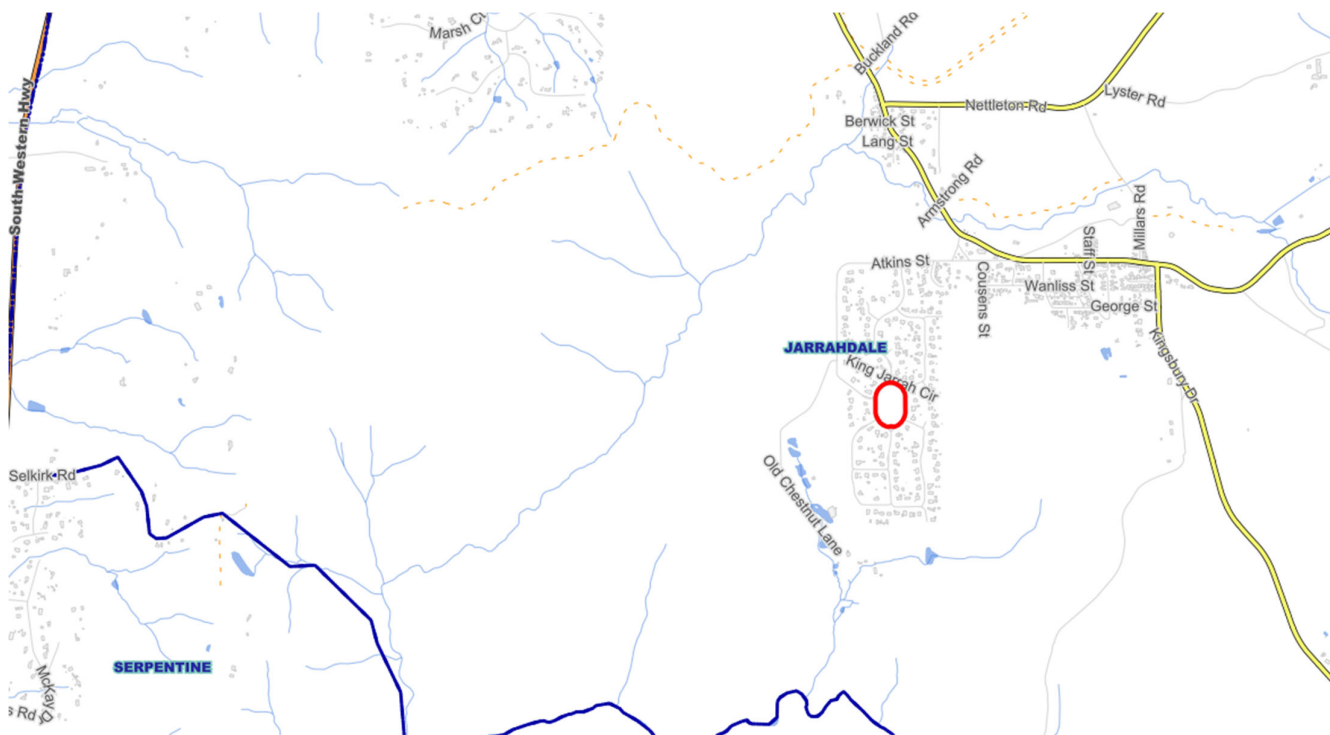 Marsh
Buckland Rd
South Western Hwy
Nettleton Rd
Lyster Rd
Berwick St
Lang St
Armstrong Rd
Millars Rd
Staff St
Atkins St
Cousens St
Wanliss St
George St
JARRAHDALE
King Jarrah Cir
Kingsbury Dr
Selkirk Rd
Old Chestnut Lane
SERPENTINE
McKay
s Rd